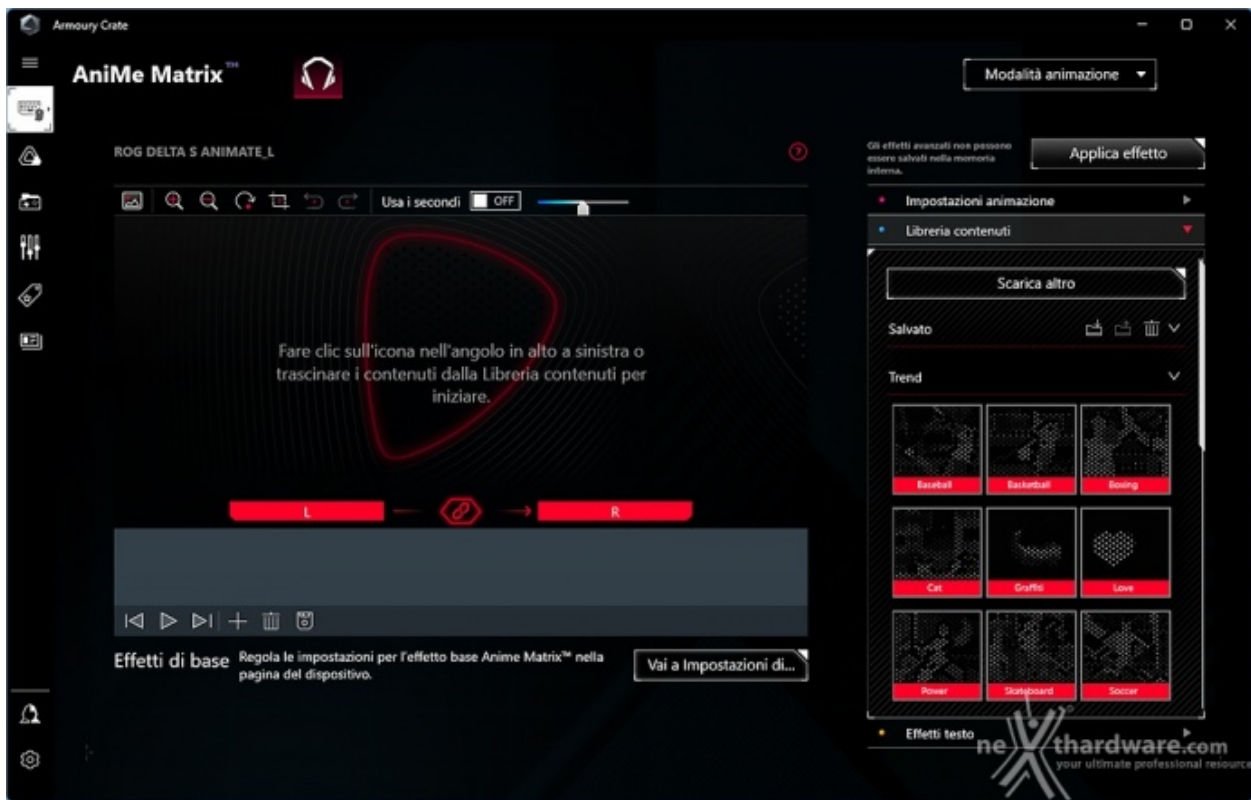 Armoury Crate
AniMe Matrix™
Modalità animazione
ROG DELTA S ANIMATE_L
Gli effetti avanzati non possono
essere salvati nella memoria
interna.
Applica effetto
Usa i secondi
OFF
Impostazioni animazione
Libreria contenuti
Scarica altro
Salvato
Trend
Fare clic sull'icona nell'angolo in alto a sinistra o
trascinare i contenuti dalla Libreria contenuti per
iniziare.
Baseball
Basketball
Boxing
L
R
Cat
Graffiti
Love
Power
Skateboard
Soccer
Effetti di base
Regola le impostazioni per l'effetto base Anime Matrix™ nella
pagina del dispositivo.
Vai a Impostazioni di...
Effetti testo
nexthardware.com
your ultimate professional resource